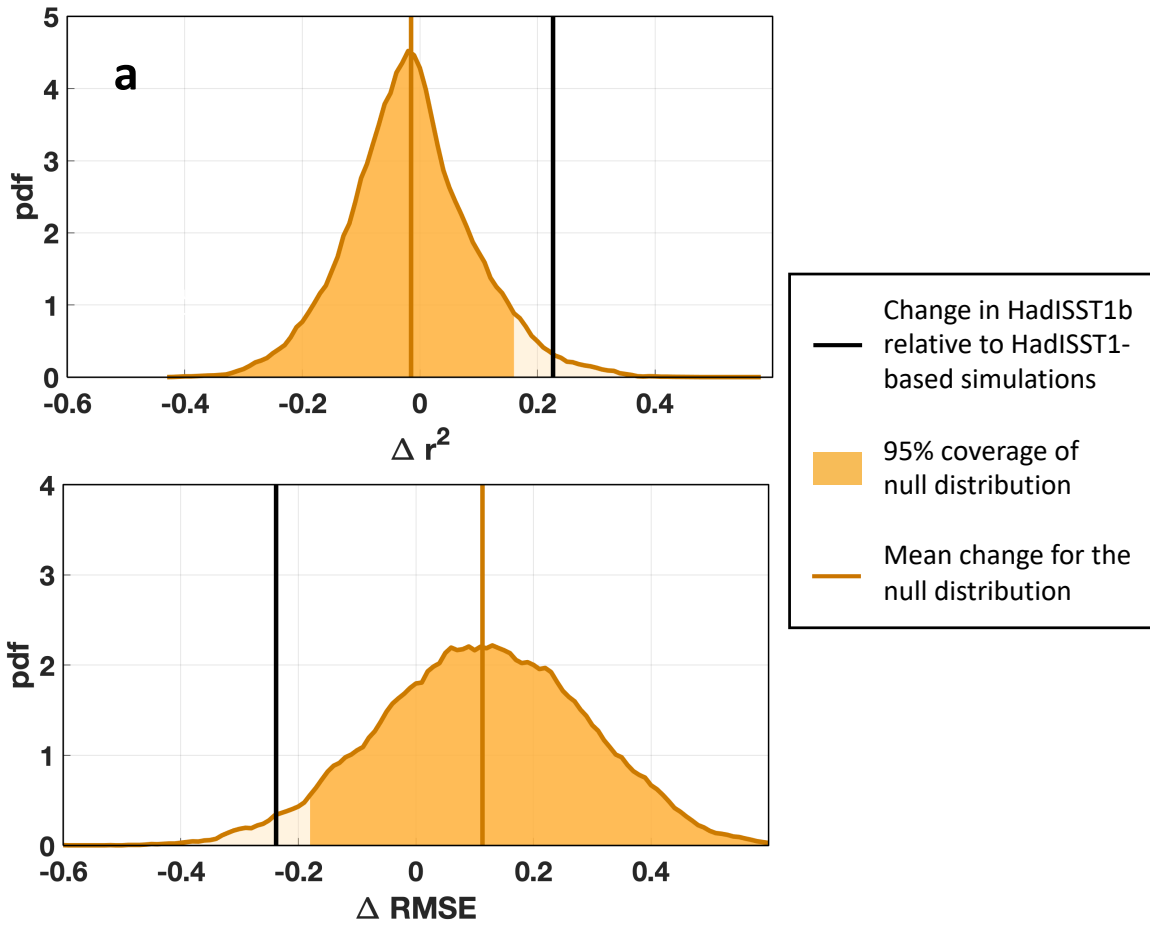 a
pdf
5
4
3
2
1
0
-0.6 -0.4 -0.2 0 0.2 0.4
Δ r²
pdf
4
3
2
1
0
-0.6 -0.4 -0.2 0 0.2 0.4
Δ RMSE
Change in HadISST1b
relative to HadISST1-
based simulations
95% coverage of
null distribution
Mean change for the
null distribution